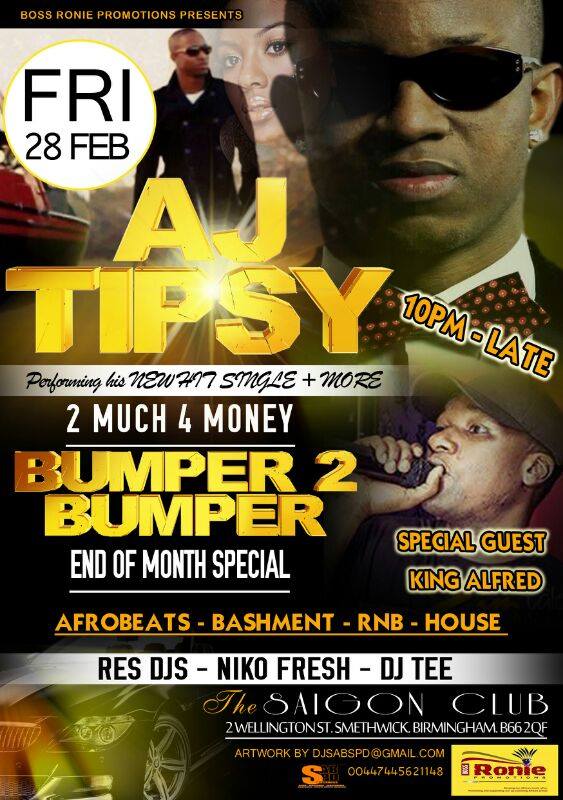 BOSS RONIE PROMOTIONS PRESENTS
FRI
28 FEB
AJ
TIPSY
10PM - LATE
Performing his NEW HIT SINGLE + MORE
2 MUCH 4 MONEY
BUMPER 2
BUMPER
END OF MONTH SPECIAL
SPECIAL GUEST
KING ALFRED
AFROBEATS - BASHMENT - RNB - HOUSE
RES DJS - NIKO FRESH - DJ TEE
The SAIGON CLUB
2 WELLINGTON ST. SMETHWICK. BIRMINGHAM. B66 2QF
ARTWORK BY DJSABSPD@GMAIL.COM
00447445621148
BOSS
Ronie
PROMOTIONS